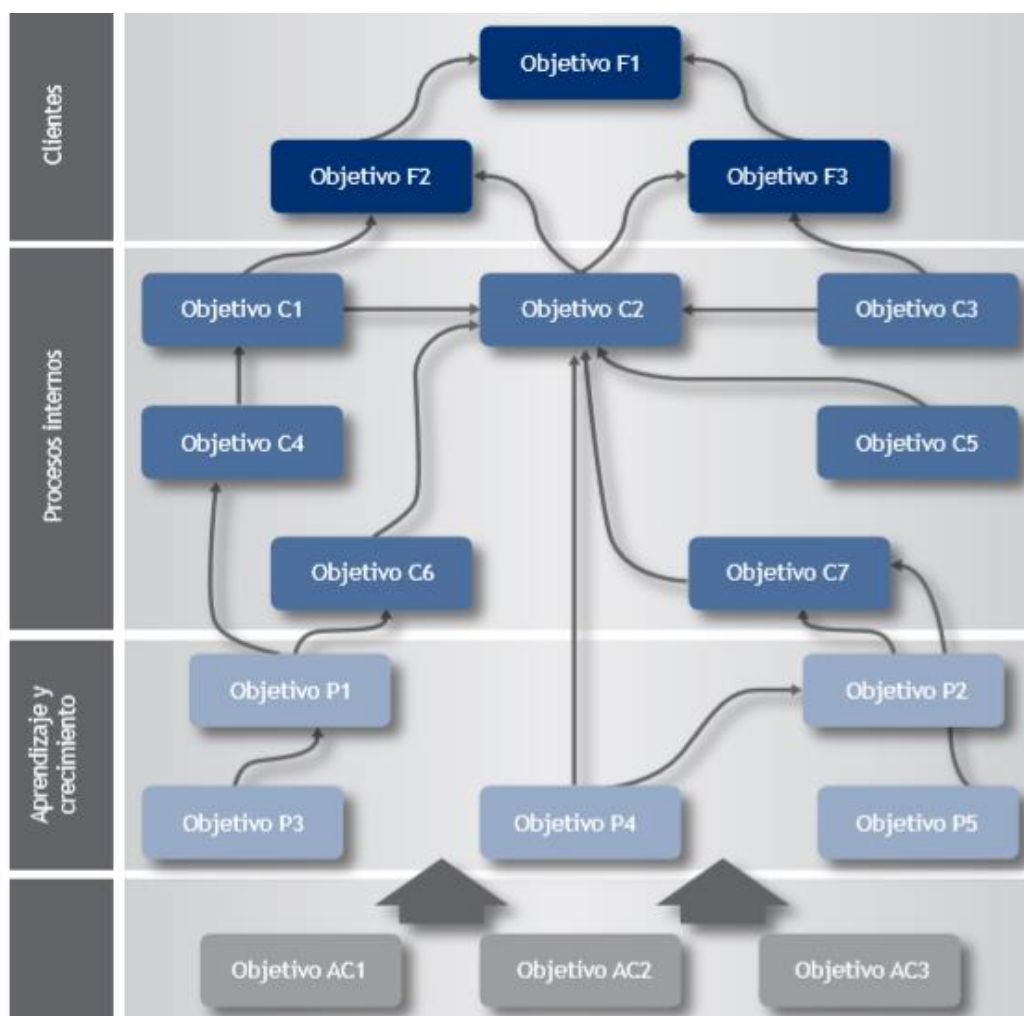 Clientes
Objetivo F1
Objetivo F2
Objetivo F3
Procesos internos
Objetivo C1
Objetivo C2
Objetivo C3
Objetivo C4
Objetivo C5
Objetivo C6
Objetivo C7
Aprendizaje y
crecimiento
Objetivo P1
Objetivo P2
Objetivo P3
Objetivo P4
Objetivo P5
Objetivo AC1
Objetivo AC2
Objetivo AC3